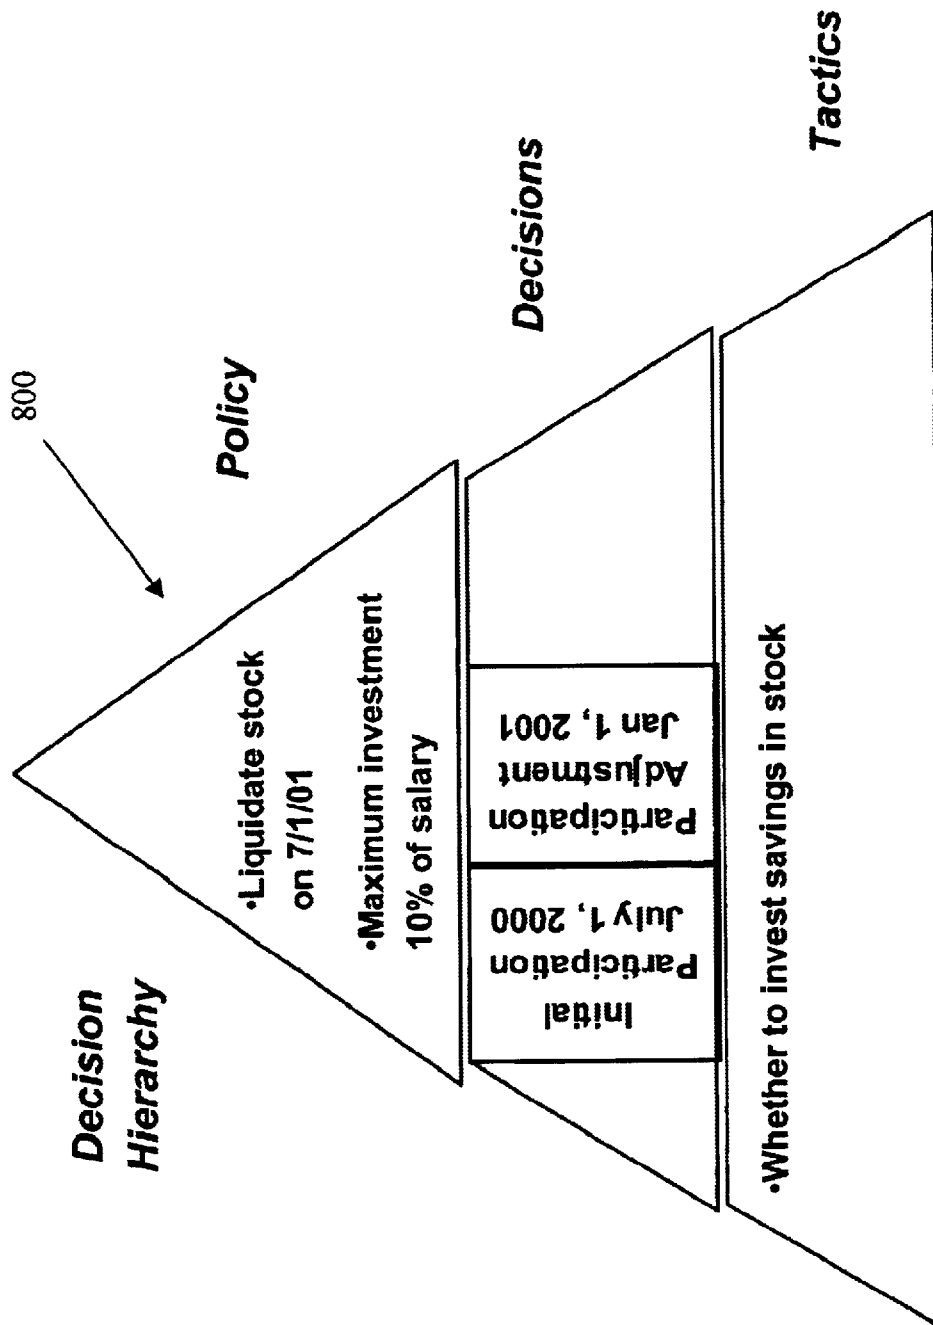 Decision
Hierarchy
800
Policy
•Liquidate stock
on 7/1/01
•Maximum investment
10% of salary
Decisions
Initial
Participation
July 1, 2000
Participation
Adjustment
Jan 1, 2001
Tactics
•Whether to invest savings in stock